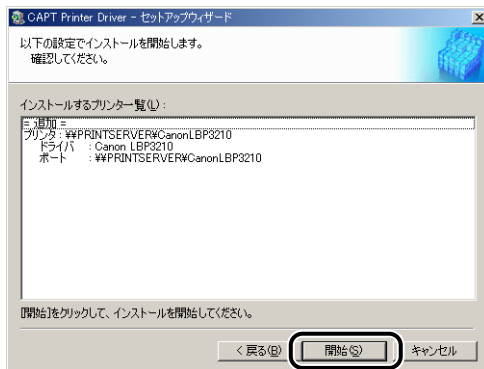 CAPT Printer Driver - セットアップウィザード
以下の設定でインストールを開始します。
確認してください。
インストールするプリンター覧(L):
= 追加 =
プリンタ : ¥¥PRINTSERVER¥CanonLBP3210
ドライバ : Canon LBP3210
ポート : ¥¥PRINTSERVER¥CanonLBP3210
[開始]をクリックして、インストールを開始してください。
< 戻る(B)
開始(S)
キャンセル